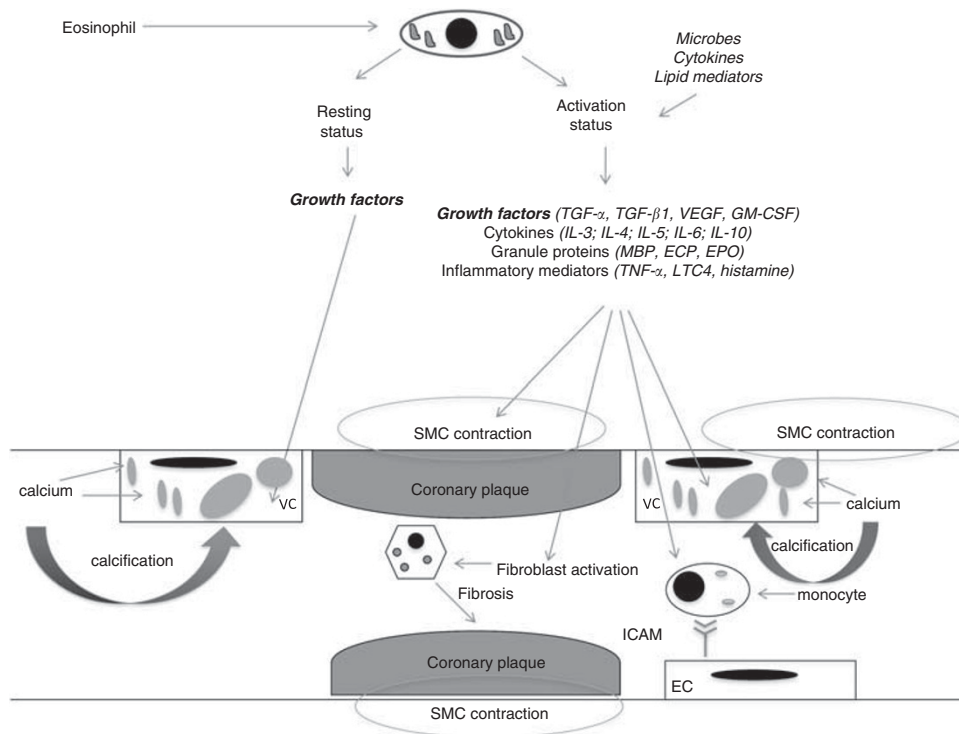 Eosinophil
Microbes
Cytokines
Lipid mediators
Resting
status
Activation
status
Growth factors
Growth factors (TGF-α, TGF-β1, VEGF, GM-CSF)
Cytokines (IL-3; IL-4; IL-5; IL-6; IL-10)
Granule proteins (MBP, ECP, EPO)
Inflammatory mediators (TNF-α, LTC4, histamine)
SMC contraction
SMC contraction
calcium
VC
Coronary plaque
VC
calcium
calcification
calcification
Fibroblast activation
Fibrosis
monocyte
ICAM
Coronary plaque
EC
SMC contraction